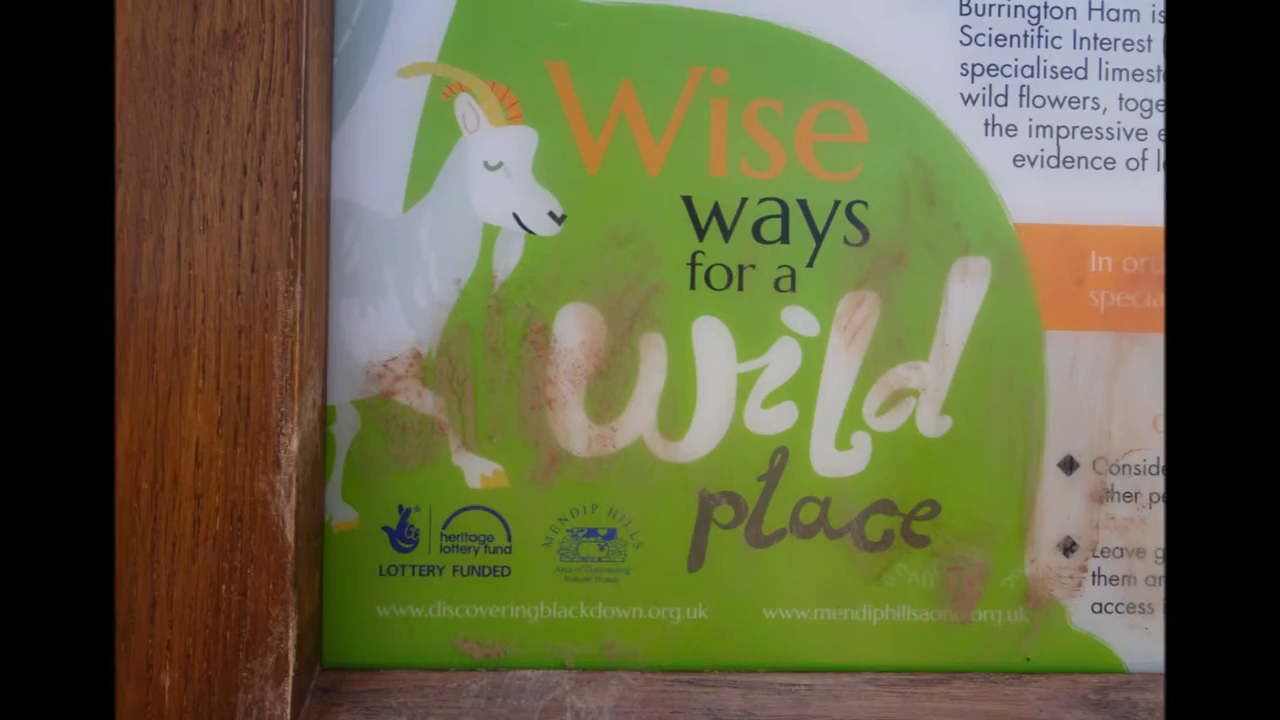 Burrington Ham is
Scientific Interest
specialised limest
wild flowers, toge
the impressive e
evidence of l
Wise
ways
for a
wild
place
In or
specia
Conside
ther pe
Leave g
them an
access
heritage
lottery fund
LOTTERY FUNDED
MENDIP HILLS
Area of Outstanding
Natural Beauty
www.discoveringblackdown.org.uk
www.mendiphillsaonb.org.uk